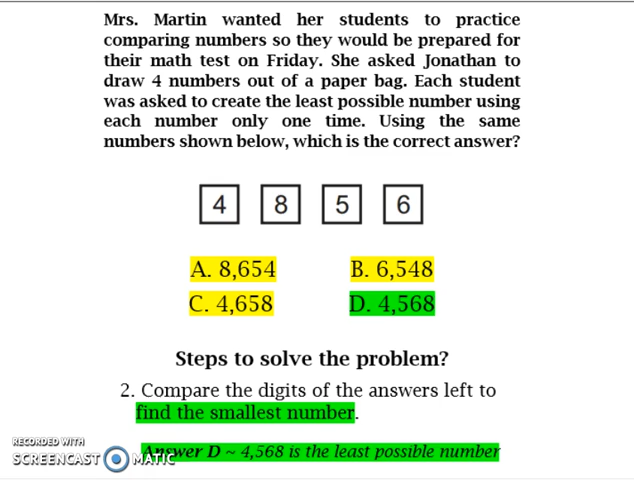 Mrs. Martin wanted her students to practice
comparing numbers so they would be prepared for
their math test on Friday. She asked Jonathan to
draw 4 numbers out of a paper bag. Each student
was asked to create the least possible number using
each number only one time. Using the same
numbers shown below, which is the correct answer?
4 8 5 6
A. 8,654 B. 6,548
C. 4,658 D. 4,568
Steps to solve the problem?
2. Compare the digits of the answers left to
find the smallest number.
Answer D ~ 4,568 is the least possible number
RECORDED WITH
SCREENCAST MATIC